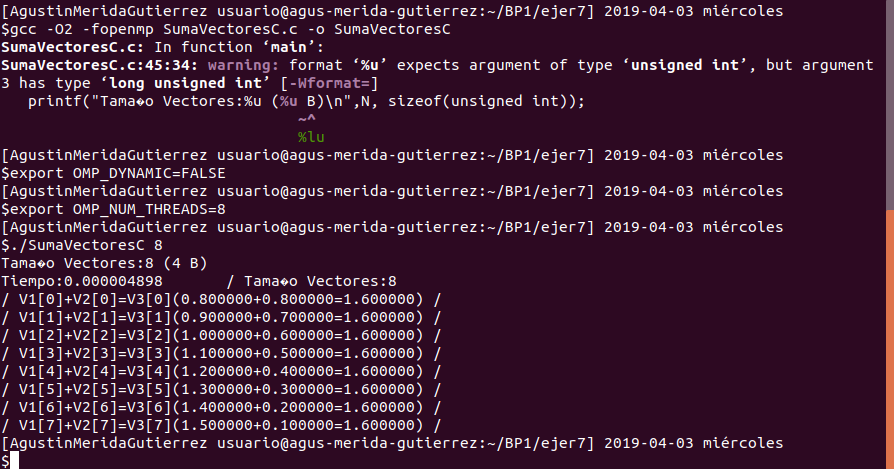 [AgustinMeridaGutierrez usuario@agus-merida-gutierrez:~/BP1/ejer7] 2019-04-03 miércoles
$gcc -O2 -fopenmp SumaVectoresC.c -o SumaVectoresC
SumaVectoresC.c: In function ‘main’:
SumaVectoresC.c:45:34: warning: format ‘%u’ expects argument of type ‘unsigned int’, but argument
3 has type ‘long unsigned int’ [-Wformat=]
   printf("Tama�o Vectores:%u (%u B)\n",N, sizeof(unsigned int));
                                 ~^
                                 %lu
[AgustinMeridaGutierrez usuario@agus-merida-gutierrez:~/BP1/ejer7] 2019-04-03 miércoles
$export OMP_DYNAMIC=FALSE
[AgustinMeridaGutierrez usuario@agus-merida-gutierrez:~/BP1/ejer7] 2019-04-03 miércoles
$export OMP_NUM_THREADS=8
[AgustinMeridaGutierrez usuario@agus-merida-gutierrez:~/BP1/ejer7] 2019-04-03 miércoles
$./SumaVectoresC 8
Tama�o Vectores:8 (4 B)
Tiempo:0.000004898       / Tama�o Vectores:8
/ V1[0]+V2[0]=V3[0](0.800000+0.800000=1.600000) /
/ V1[1]+V2[1]=V3[1](0.900000+0.700000=1.600000) /
/ V1[2]+V2[2]=V3[2](1.000000+0.600000=1.600000) /
/ V1[3]+V2[3]=V3[3](1.100000+0.500000=1.600000) /
/ V1[4]+V2[4]=V3[4](1.200000+0.400000=1.600000) /
/ V1[5]+V2[5]=V3[5](1.300000+0.300000=1.600000) /
/ V1[6]+V2[6]=V3[6](1.400000+0.200000=1.600000) /
/ V1[7]+V2[7]=V3[7](1.500000+0.100000=1.600000) /
[AgustinMeridaGutierrez usuario@agus-merida-gutierrez:~/BP1/ejer7] 2019-04-03 miércoles
$